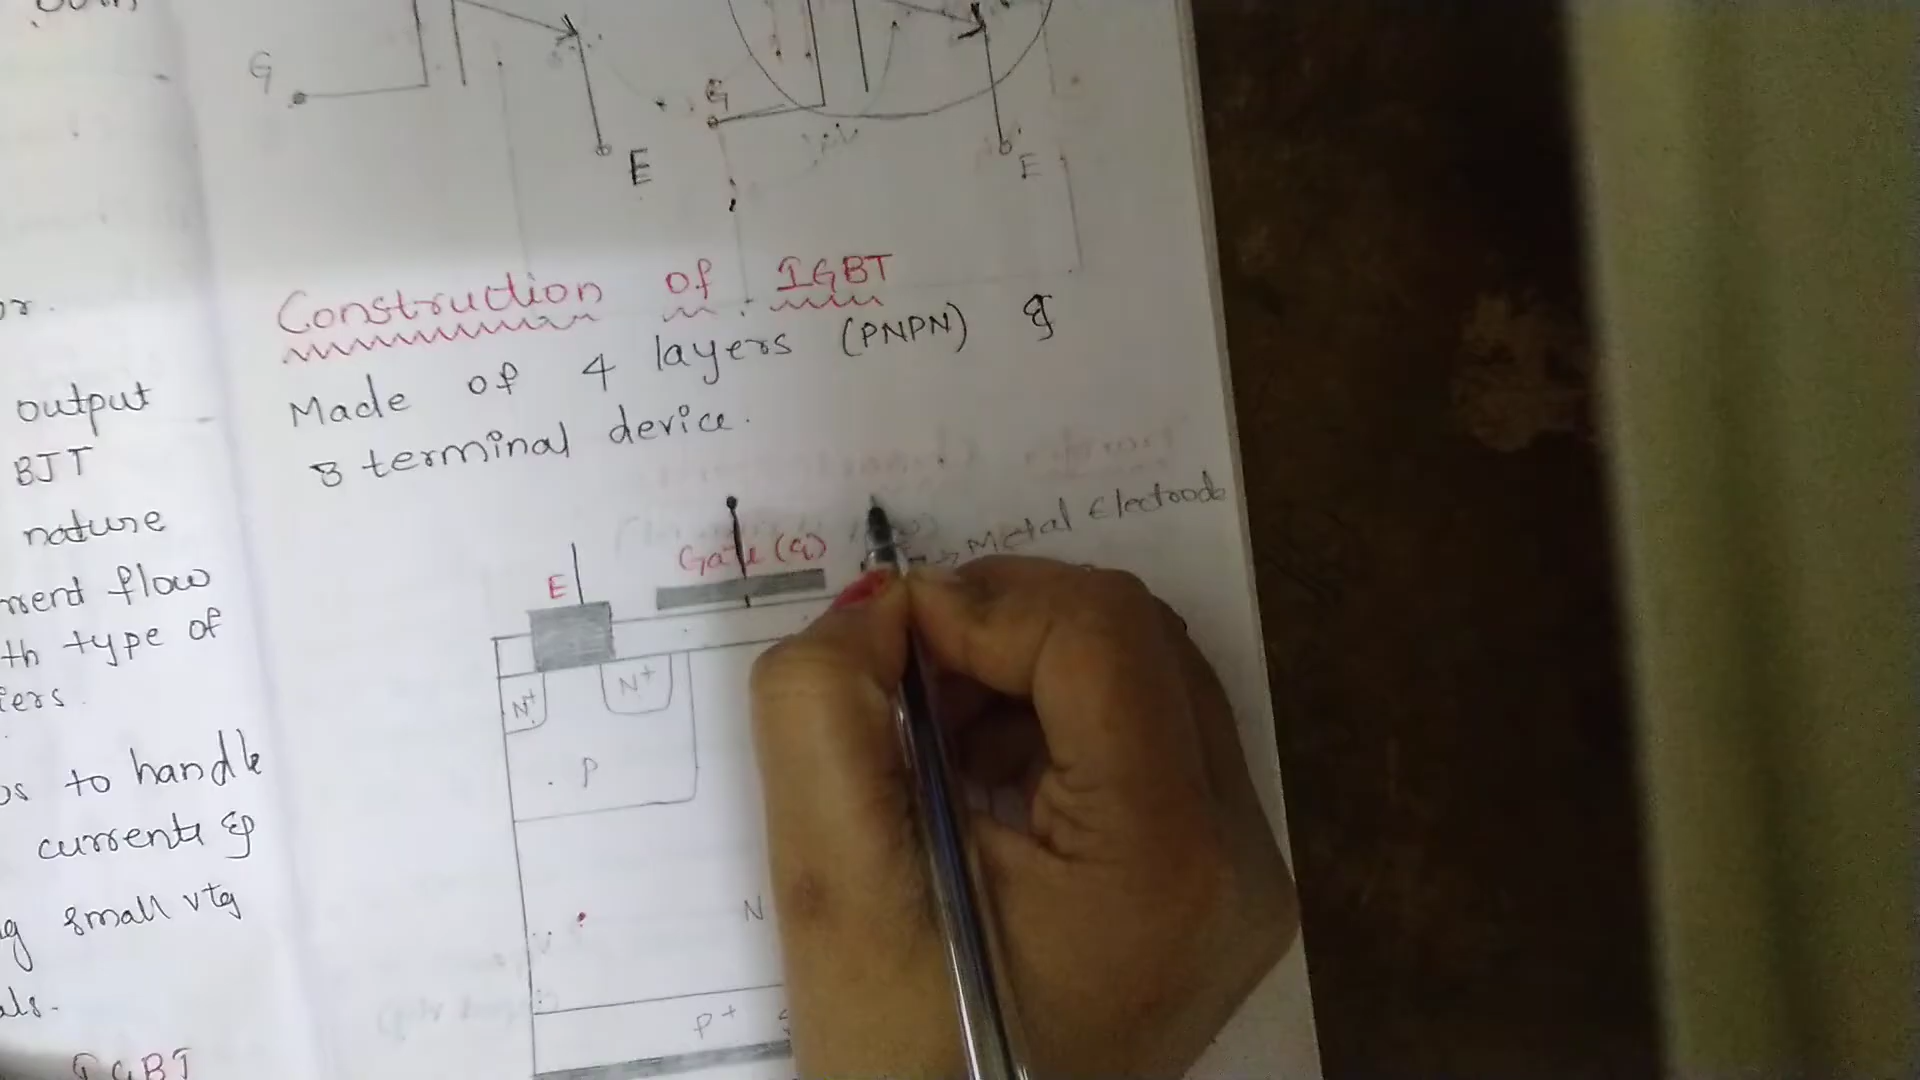 G
E
G
E
Construction of IGBT
Made of 4 layers (PNPN) &
3 terminal device.
Metal Electrode
Gate (G)
E
N+
N+
P
N
P+
output
BJT
nature
flow
type of
to handle
currents &
small vtg
IGBT